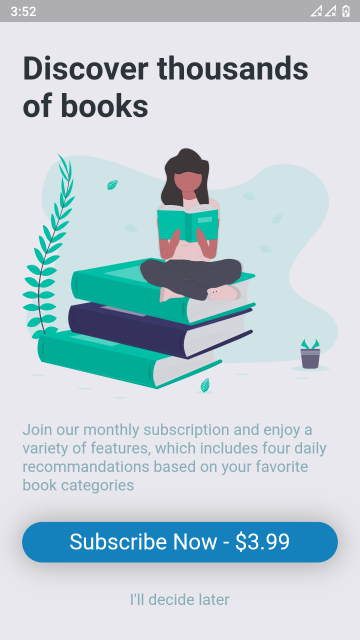 3:52
Discover thousands
of books
Join our monthly subscription and enjoy a
variety of features, which includes four daily
recommandations based on your favorite
book categories
Subscribe Now - $3.99
I'll decide later